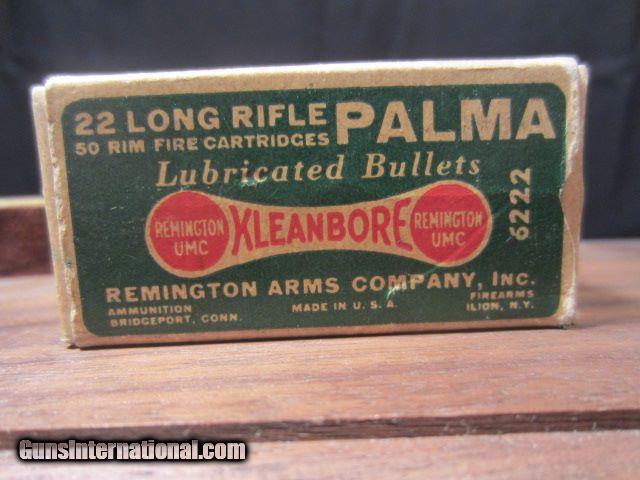 22 LONG RIFLE PALMA
50 RIM FIRE CARTRIDGES
Lubricated Bullets
REMINGTON UMC KLEANBORE REMINGTON UMC
6222
REMINGTON ARMS COMPANY, INC.
AMMUNITION MADE IN U.S.A. FIREARMS
BRIDGEPORT, CONN. ILION, N.Y.
GunsInternational.com